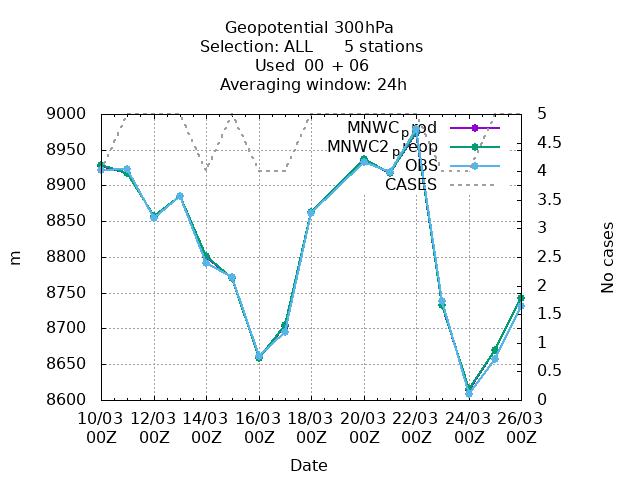 Geopotential 300hPa
Selection: ALL 5 stations
Used 00 + 06
Averaging window: 24h
9000
8950
8900
8850
8800
8750
8700
8650
8600
m
5
4.5
4
3.5
3
2.5
2
1.5
1
0.5
0
No cases
MNWC_prod
MNWC2_preop
OBS
CASES
10/03 12/03 14/03 16/03 18/03 20/03 22/03 24/03 26/03
00Z 00Z 00Z 00Z 00Z 00Z 00Z 00Z 00Z
Date